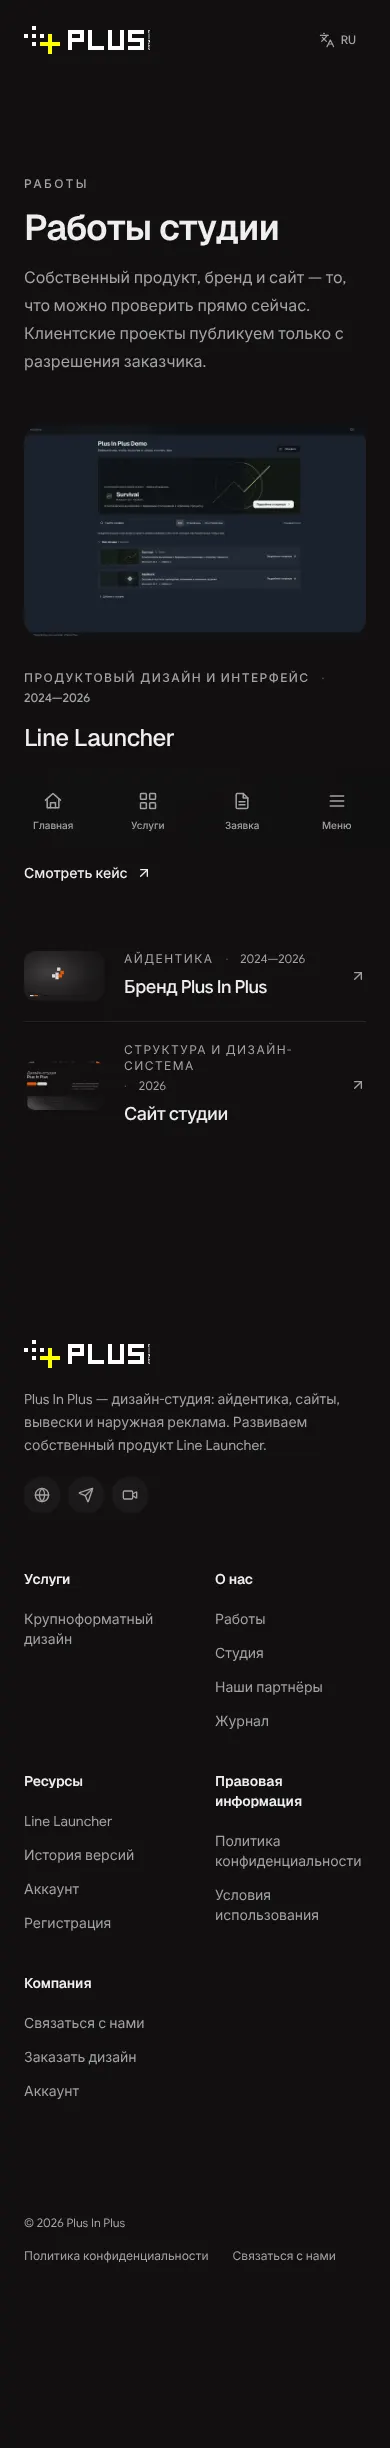 PLUS
RU
РАБОТЫ
Работы студии
Собственный продукт, бренд и сайт — то,
что можно проверить прямо сейчас.
Клиентские проекты публикуем только с
разрешения заказчика.
Plus In Plus Demo
Survival
ПРОДУКТОВЫЙ ДИЗАЙН И ИНТЕРФЕЙС ·
2024—2026
Line Launcher
Главная
Услуги
Заявка
Меню
Смотреть кейс
АЙДЕНТИКА · 2024—2026
Бренд Plus In Plus
СТРУКТУРА И ДИЗАЙН-
СИСТЕМА
· 2026
Сайт студии
PLUS
Plus In Plus — дизайн-студия: айдентика, сайты,
вывески и наружная реклама. Развиваем
собственный продукт Line Launcher.
Услуги
Крупноформатный
дизайн
О нас
Работы
Студия
Наши партнёры
Журнал
Ресурсы
Line Launcher
История версий
Аккаунт
Регистрация
Правовая
информация
Политика
конфиденциальности
Условия
использования
Компания
Связаться с нами
Заказать дизайн
Аккаунт
© 2026 Plus In Plus
Политика конфиденциальности
Связаться с нами